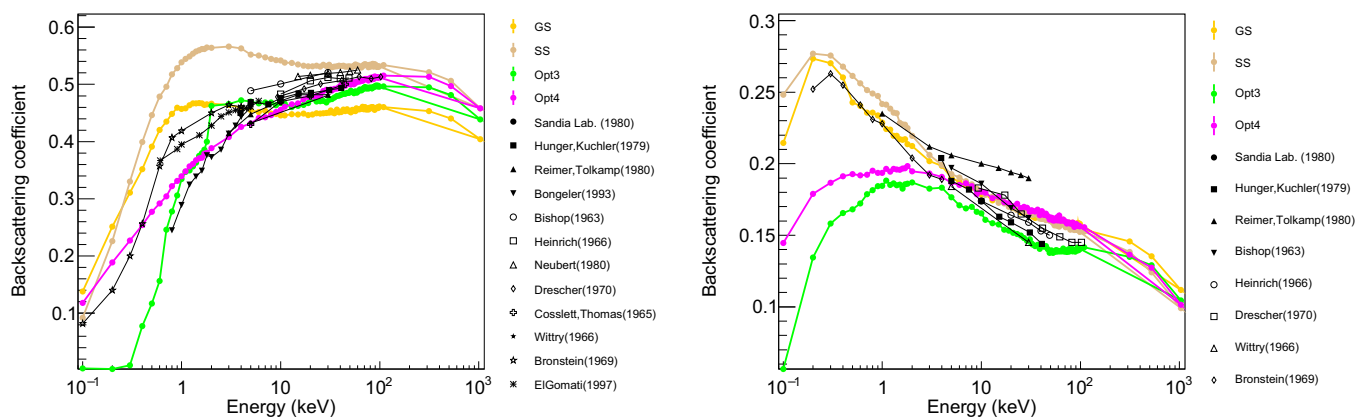 Backscattering coefficient
0.6
0.5
0.4
0.3
0.2
0.1
10⁻¹ 1 10 10² 10³
Energy (keV)
GS
SS
Opt3
Opt4
Sandia Lab. (1980)
Hunger,Kuchler(1979)
Reimer,Tolkamp(1980)
Bongeler(1993)
Bishop(1963)
Heinrich(1966)
Neubert(1980)
Drescher(1970)
Cosslett,Thomas(1965)
Wittry(1966)
Bronstein(1969)
ElGomati(1997)
Backscattering coefficient
0.3
0.25
0.2
0.15
0.1
10⁻¹ 1 10 10² 10³
Energy (keV)
GS
SS
Opt3
Opt4
Sandia Lab. (1980)
Hunger,Kuchler(1979)
Reimer,Tolkamp(1980)
Bishop(1963)
Heinrich(1966)
Drescher(1970)
Wittry(1966)
Bronstein(1969)